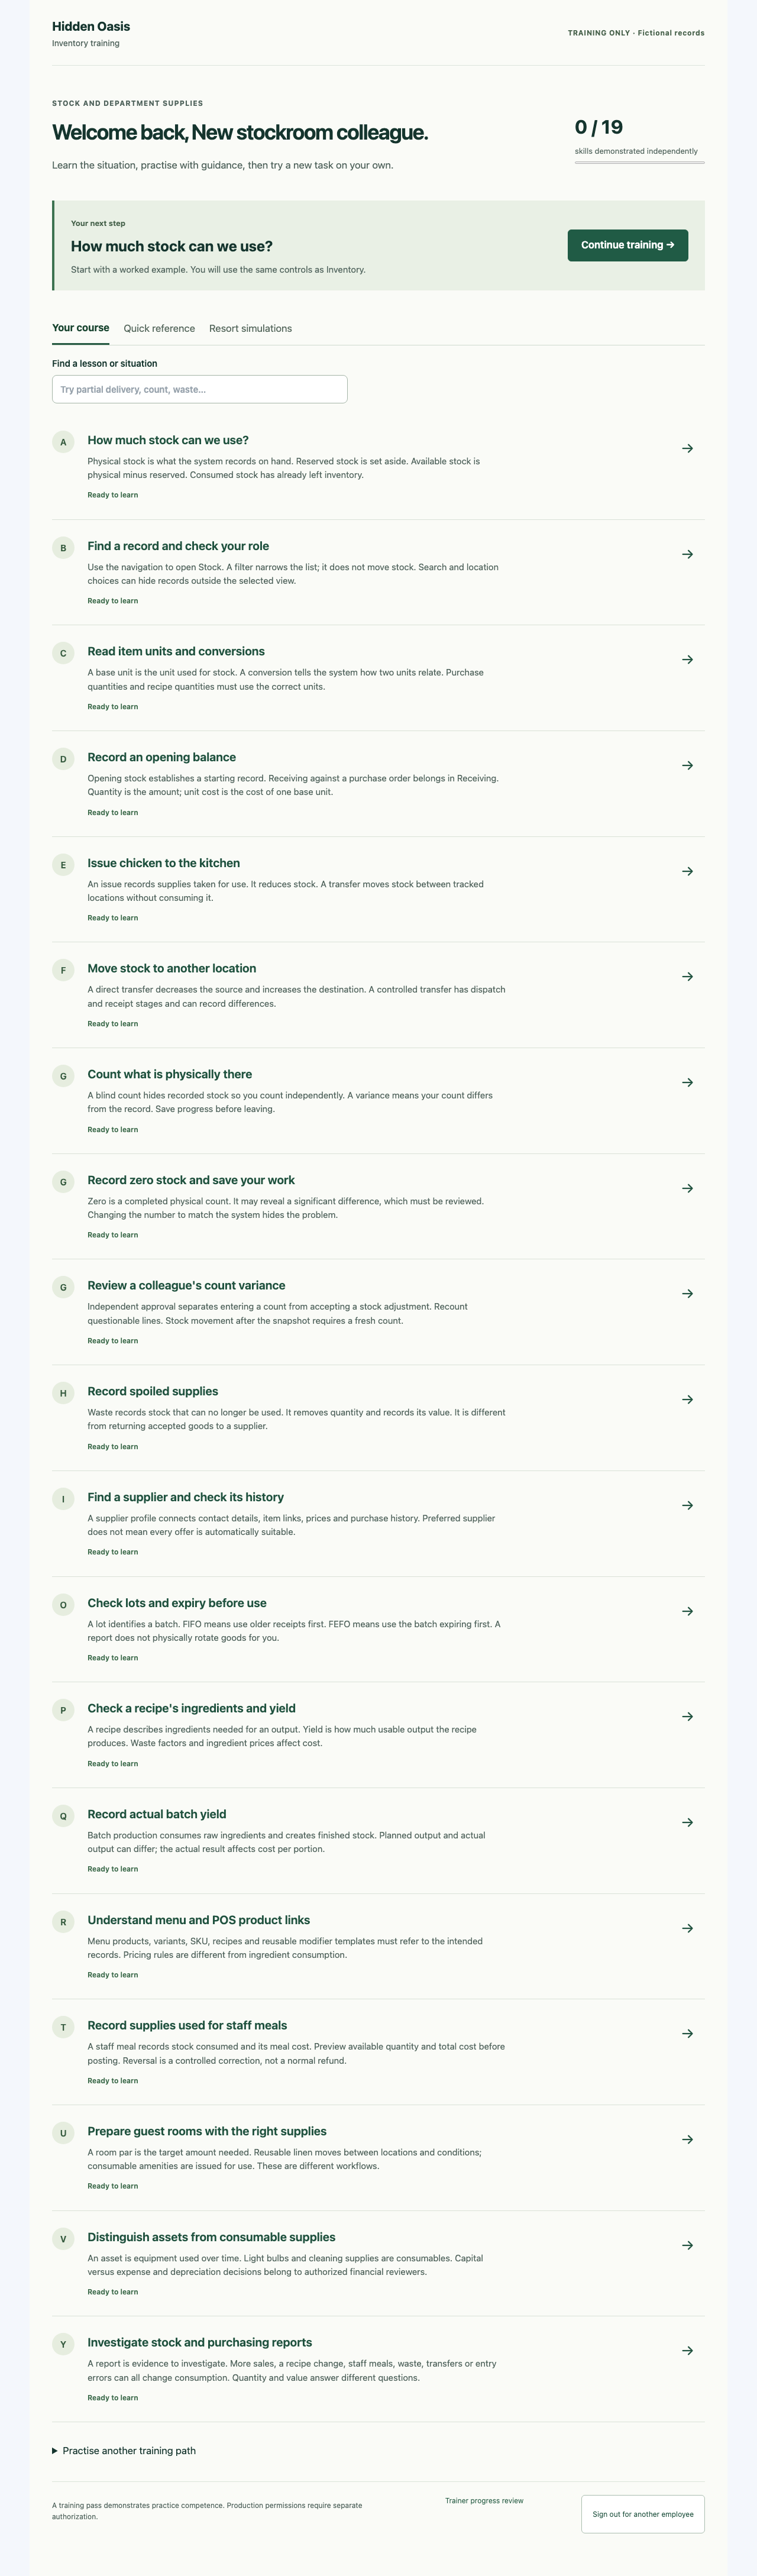 Hidden Oasis
Inventory training
TRAINING ONLY · Fictional records
STOCK AND DEPARTMENT SUPPLIES
Welcome back, New stockroom colleague.
Learn the situation, practise with guidance, then try a new task on your own.
0 / 19
skills demonstrated independently
Your next step
How much stock can we use?
Start with a worked example. You will use the same controls as Inventory.
Continue training →
Your course
Quick reference
Resort simulations
Find a lesson or situation
Try partial delivery, count, waste...
A
How much stock can we use?
Physical stock is what the system records on hand. Reserved stock is set aside. Available stock is
physical minus reserved. Consumed stock has already left inventory.
Ready to learn
→
B
Find a record and check your role
Use the navigation to open Stock. A filter narrows the list; it does not move stock. Search and location
choices can hide records outside the selected view.
Ready to learn
→
C
Read item units and conversions
A base unit is the unit used for stock. A conversion tells the system how two units relate. Purchase
quantities and recipe quantities must use the correct units.
Ready to learn
→
D
Record an opening balance
Opening stock establishes a starting record. Receiving against a purchase order belongs in Receiving.
Quantity is the amount; unit cost is the cost of one base unit.
Ready to learn
→
E
Issue chicken to the kitchen
An issue records supplies taken for use. It reduces stock. A transfer moves stock between tracked
locations without consuming it.
Ready to learn
→
F
Move stock to another location
A direct transfer decreases the source and increases the destination. A controlled transfer has dispatch
and receipt stages and can record differences.
Ready to learn
→
G
Count what is physically there
A blind count hides recorded stock so you count independently. A variance means your count differs
from the record. Save progress before leaving.
Ready to learn
→
G
Record zero stock and save your work
Zero is a completed physical count. It may reveal a significant difference, which must be reviewed.
Changing the number to match the system hides the problem.
Ready to learn
→
G
Review a colleague's count variance
Independent approval separates entering a count from accepting a stock adjustment. Recount
questionable lines. Stock movement after the snapshot requires a fresh count.
Ready to learn
→
H
Record spoiled supplies
Waste records stock that can no longer be used. It removes quantity and records its value. It is different
from returning accepted goods to a supplier.
Ready to learn
→
I
Find a supplier and check its history
A supplier profile connects contact details, item links, prices and purchase history. Preferred supplier
does not mean every offer is automatically suitable.
Ready to learn
→
O
Check lots and expiry before use
A lot identifies a batch. FIFO means use older receipts first. FEFO means use the batch expiring first. A
report does not physically rotate goods for you.
Ready to learn
→
P
Check a recipe's ingredients and yield
A recipe describes ingredients needed for an output. Yield is how much usable output the recipe
produces. Waste factors and ingredient prices affect cost.
Ready to learn
→
Q
Record actual batch yield
Batch production consumes raw ingredients and creates finished stock. Planned output and actual
output can differ; the actual result affects cost per portion.
Ready to learn
→
R
Understand menu and POS product links
Menu products, variants, SKU, recipes and reusable modifier templates must refer to the intended
records. Pricing rules are different from ingredient consumption.
Ready to learn
→
T
Record supplies used for staff meals
A staff meal records stock consumed and its meal cost. Preview available quantity and total cost before
posting. Reversal is a controlled correction, not a normal refund.
Ready to learn
→
U
Prepare guest rooms with the right supplies
A room par is the target amount needed. Reusable linen moves between locations and conditions;
consumable amenities are issued for use. These are different workflows.
Ready to learn
→
V
Distinguish assets from consumable supplies
An asset is equipment used over time. Light bulbs and cleaning supplies are consumables. Capital
versus expense and depreciation decisions belong to authorized financial reviewers.
Ready to learn
→
Y
Investigate stock and purchasing reports
A report is evidence to investigate. More sales, a recipe change, staff meals, waste, transfers or entry
errors can all change consumption. Quantity and value answer different questions.
Ready to learn
→
▶ Practise another training path
A training pass demonstrates practice competence. Production permissions require separate
authorization.
Trainer progress review
Sign out for another employee